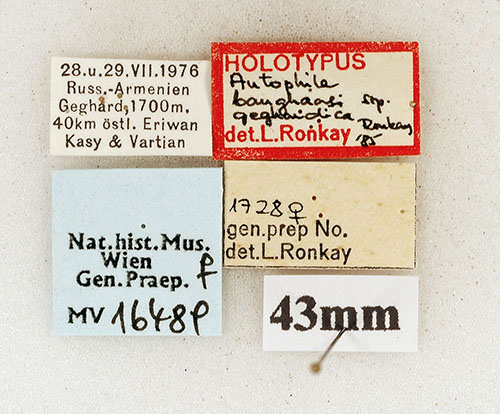 28.u.29.VII.1976
Russ.-Armenien
Geghard,1700m,
40km östl. Eriwan
Kasy & Vartian
HOLOTYPUS
Autophila
banghaasi ssp.
geghardica Ronkay
det.L.Ronkay '85
1728♀
gen.prep No.
det.L.Ronkay
Nat.hist.Mus.
Wien
Gen.Praep. ♀
MV 16489
43mm